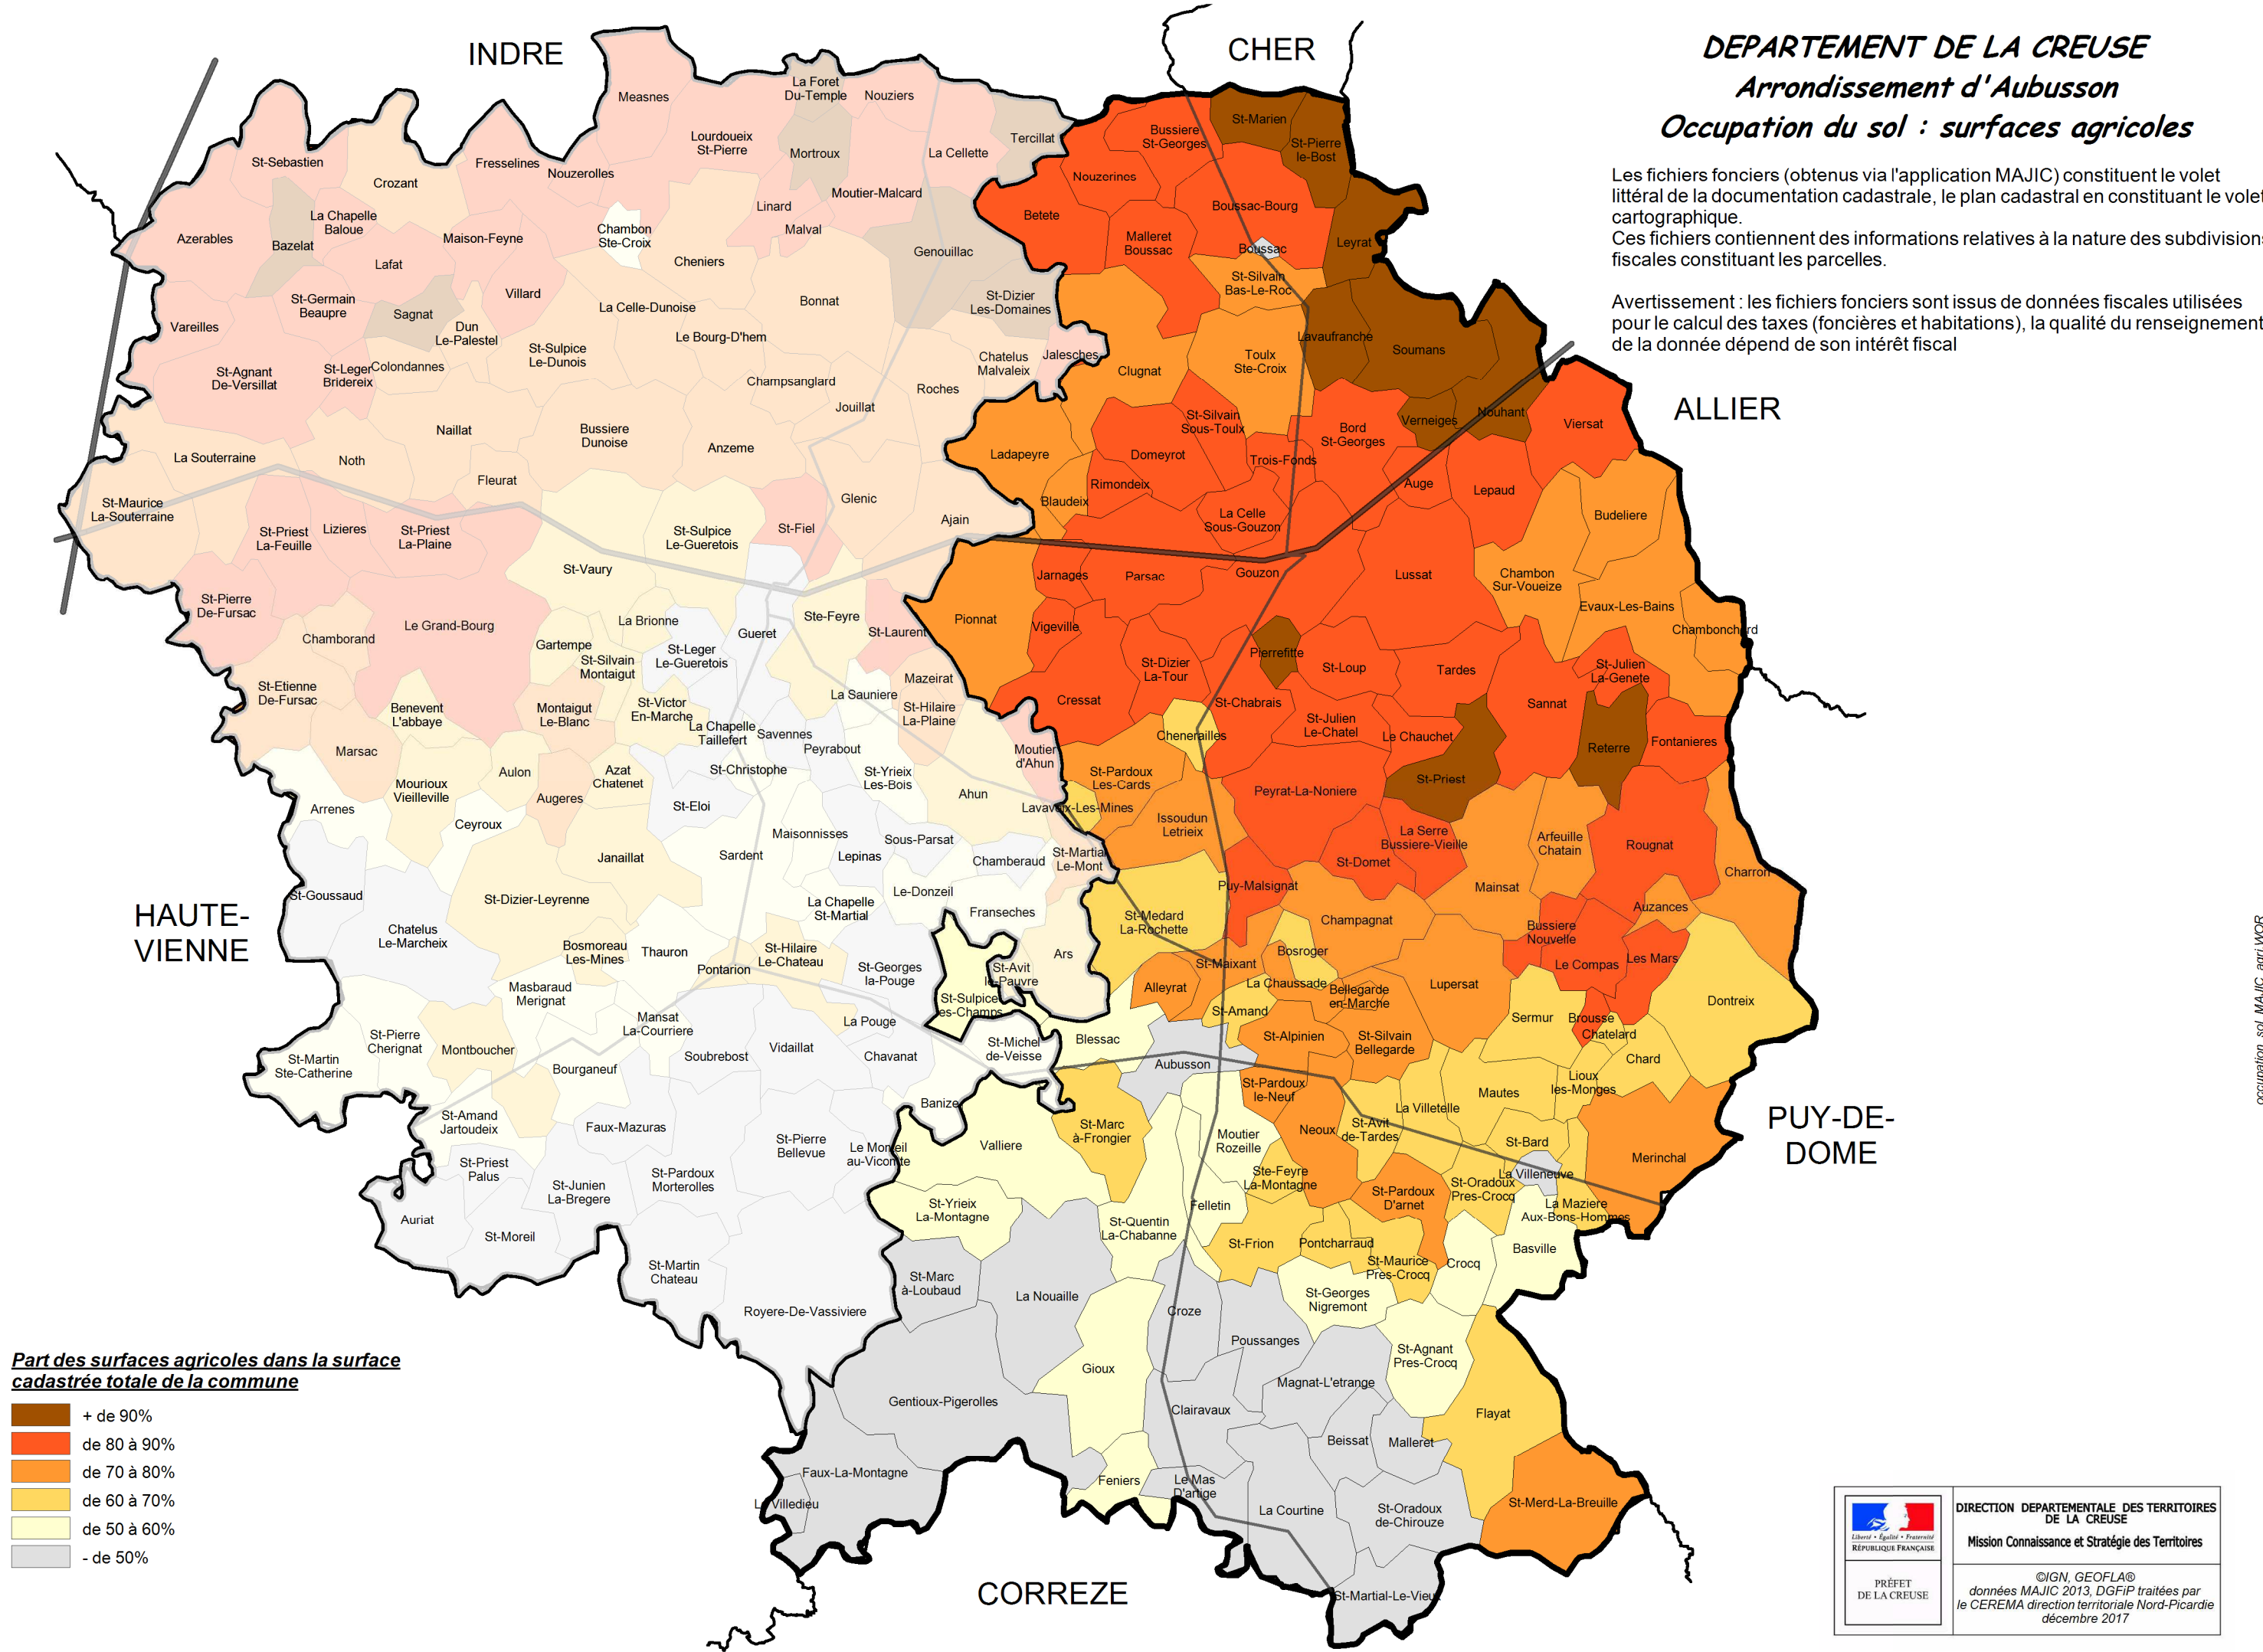 INDRE
CHER
DEPARTEMENT DE LA CREUSE
Arrondissement d'Aubusson
Occupation du sol : surfaces agricoles
Les fichiers fonciers (obtenus via l'application MAJIC) constituent le volet
littéral de la documentation cadastrale, le plan cadastral en constituant le volet
cartographique.
Ces fichiers contiennent des informations relatives à la nature des subdivisions
fiscales constituant les parcelles.
Avertissement : les fichiers fonciers sont issus de données fiscales utilisées
pour le calcul des taxes (foncières et habitations), la qualité du renseignement
de la donnée dépend de son intérêt fiscal
ALLIER
HAUTE-
VIENNE
PUY-DE-
DOME
CORREZE
Measnes
La Foret
Du-Temple
Nouziers
Lourdoueix
St-Pierre
Mortroux
La Cellette
Tercillat
St-Sebastien
Crozant
Fresselines
Nouzerolles
Linard
Moutier-Malcard
Malval
Azerables
Bazelat
La Chapelle
Baloue
Maison-Feyne
Chambon
Ste-Croix
Cheniers
Genouillac
Lafat
Villard
St-Germain
Beaupre
Sagnat
Dun
Le-Palestel
La Celle-Dunoise
Bonnat
St-Dizier
Les-Domaines
Vareilles
St-Agnant
De-Versillat
St-Leger
Bridereix
Colondannes
St-Sulpice
Le-Dunois
Le Bourg-D'hem
Champsanglard
Chatelus
Malvaleix
Jalesches
Roches
Jouillat
Naillat
Bussiere
Dunoise
Anzeme
La Souterraine
Noth
Fleurat
Glenic
Ajain
St-Maurice
La-Souterraine
St-Priest
La-Feuille
Lizieres
St-Priest
La-Plaine
St-Sulpice
Le-Gueretois
St-Fiel
St-Vaury
St-Pierre
De-Fursac
Chamborand
Le Grand-Bourg
Gartempe
La Brionne
St-Silvain
Montaigut
St-Leger
Le-Gueretois
Gueret
Ste-Feyre
St-Laurent
St-Etienne
De-Fursac
Benevent
L'abbaye
Montaigut
Le-Blanc
St-Victor
En-Marche
La Chapelle
Taillefert
Savennes
La Sauniere
Mazeirat
St-Hilaire
La-Plaine
Peyrabout
Marsac
Mourioux
Vieilleville
Aulon
Azat
Chatenet
Augeres
St-Christophe
St-Yrieix
Les-Bois
Moutier
d'Ahun
St-Eloi
Ahun
Arrenes
Ceyroux
Janaillat
Maisonnisses
Sardent
Lepinas
Sous-Parsat
Chamberaud
St-Martial
Le-Mont
St-Goussaud
Chatelus
Le-Marcheix
St-Dizier-Leyrenne
La Chapelle
St-Martial
Le-Donzeil
Franseches
Bosmoreau
Les-Mines
Thauron
Pontarion
St-Hilaire
Le-Chateau
St-Georges
la-Pouge
St-Avit
le-Pauvre
Ars
Masbaraud
Merignat
Mansat
La-Courriere
La Pouge
St-Sulpice
les-Champs
St-Pierre
Cherignat
Montboucher
Soubrebost
Vidaillat
Chavanat
St-Michel
de-Veisse
St-Martin
Ste-Catherine
Bourganeuf
Banize
St-Amand
Jartoudeix
Faux-Mazuras
St-Pierre
Bellevue
Le Monteil
au-Vicomte
St-Priest
Palus
St-Junien
La-Bregere
St-Pardoux
Morterolles
Auriat
St-Moreil
St-Martin
Chateau
Royere-De-Vassiviere
Bussiere
St-Georges
St-Marien
St-Pierre
le-Bost
Nouzerines
Betete
Boussac-Bourg
Malleret
Boussac
Boussac
Leyrat
St-Silvain
Bas-Le-Roc
Lavaufranche
Soumans
Clugnat
Toulx
Ste-Croix
St-Silvain
Sous-Toulx
Bord
St-Georges
Verneiges
Nouhant
Viersat
Ladapeyre
Domeyrot
Trois-Fonds
Blaudeix
Rimondeix
Auge
Lepaud
La Celle
Sous-Gouzon
Budeliere
Jarnages
Parsac
Gouzon
Lussat
Chambon
Sur-Voueize
Evaux-Les-Bains
Chambonchard
Pionnat
Vigeville
St-Dizier
La-Tour
Pierrefitte
St-Loup
Tardes
St-Julien
La-Genete
Cressat
St-Chabrais
Sannat
St-Julien
Le-Chatel
Le Chauchet
Chenerailles
Reterre
Fontanieres
St-Pardoux
Les-Cards
St-Priest
Lavaveix-Les-Mines
Peyrat-La-Noniere
Issoudun
Letrieix
La Serre
Bussiere-Vieille
Arfeuille
Chatain
Rougnat
St-Domet
Charron
Puy-Malsignat
Mainsat
St-Medard
La-Rochette
Champagnat
Auzances
Bussiere
Nouvelle
Bosroger
St-Maixant
Le Compas
Les Mars
Alleyrat
La Chaussade
Bellegarde
en-Marche
Lupersat
Dontreix
St-Amand
Sermur
Brousse
Chatelard
Blessac
St-Alpinien
St-Silvain
Bellegarde
Aubusson
Chard
Lioux
les-Monges
St-Pardoux
le-Neuf
La Villetelle
Mautes
St-Marc
à-Frongier
Neoux
St-Avit
de-Tardes
Valliere
Moutier
Rozeille
St-Bard
Merinchal
Ste-Feyre
La-Montagne
La Villeneuve
St-Oradoux
Pres-Crocq
St-Pardoux
D'arnet
La Maziere
Aux-Bons-Hommes
St-Yrieix
La-Montagne
Felletin
St-Quentin
La-Chabanne
St-Frion
Pontcharraud
Basville
St-Maurice
Près-Crocq
Crocq
St-Marc
à-Loubaud
La Nouaille
Croze
St-Georges
Nigremont
Poussanges
St-Agnant
Pres-Crocq
Gioux
Magnat-L'etrange
Gentioux-Pigerolles
Clairavaux
Flayat
Beissat
Malleret
Faux-La-Montagne
Feniers
Le Mas
D'artige
La Villedieu
La Courtine
St-Oradoux
de-Chirouze
St-Merd-La-Breuille
St-Martial-Le-Vieux
Part des surfaces agricoles dans la surface
cadastrée totale de la commune
+ de 90%
de 80 à 90%
de 70 à 80%
de 60 à 70%
de 50 à 60%
- de 50%
occupation_sol_MAJIC_agri.WOR
Liberté • Égalité • Fraternité
RÉPUBLIQUE FRANÇAISE
PRÉFET
DE LA CREUSE
DIRECTION DEPARTEMENTALE DES TERRITOIRES
DE LA CREUSE
Mission Connaissance et Stratégie des Territoires
©IGN, GEOFLA®
données MAJIC 2013, DGFiP traitées par
le CEREMA direction territoriale Nord-Picardie
décembre 2017